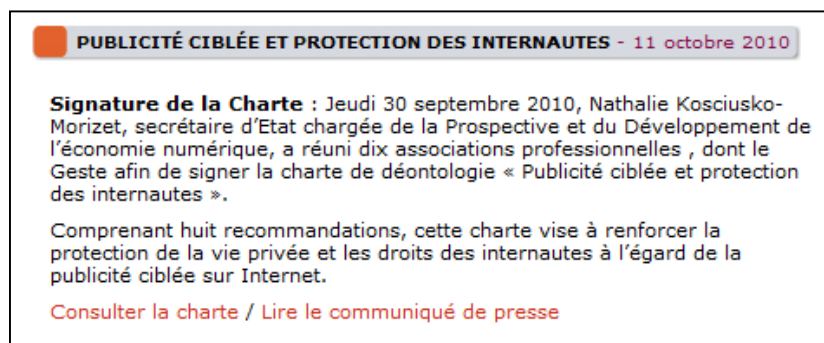 PUBLICITÉ CIBLÉE ET PROTECTION DES INTERNAUTES - 11 octobre 2010
Signature de la Charte : Jeudi 30 septembre 2010, Nathalie Kosciusko-
Morizet, secrétaire d'Etat chargée de la Prospective et du Développement de
l'économie numérique, a réuni dix associations professionnelles , dont le
Geste afin de signer la charte de déontologie « Publicité ciblée et protection
des internautes ».
Comprenant huit recommandations, cette charte vise à renforcer la
protection de la vie privée et les droits des internautes à l'égard de la
publicité ciblée sur Internet.
Consulter la charte / Lire le communiqué de presse